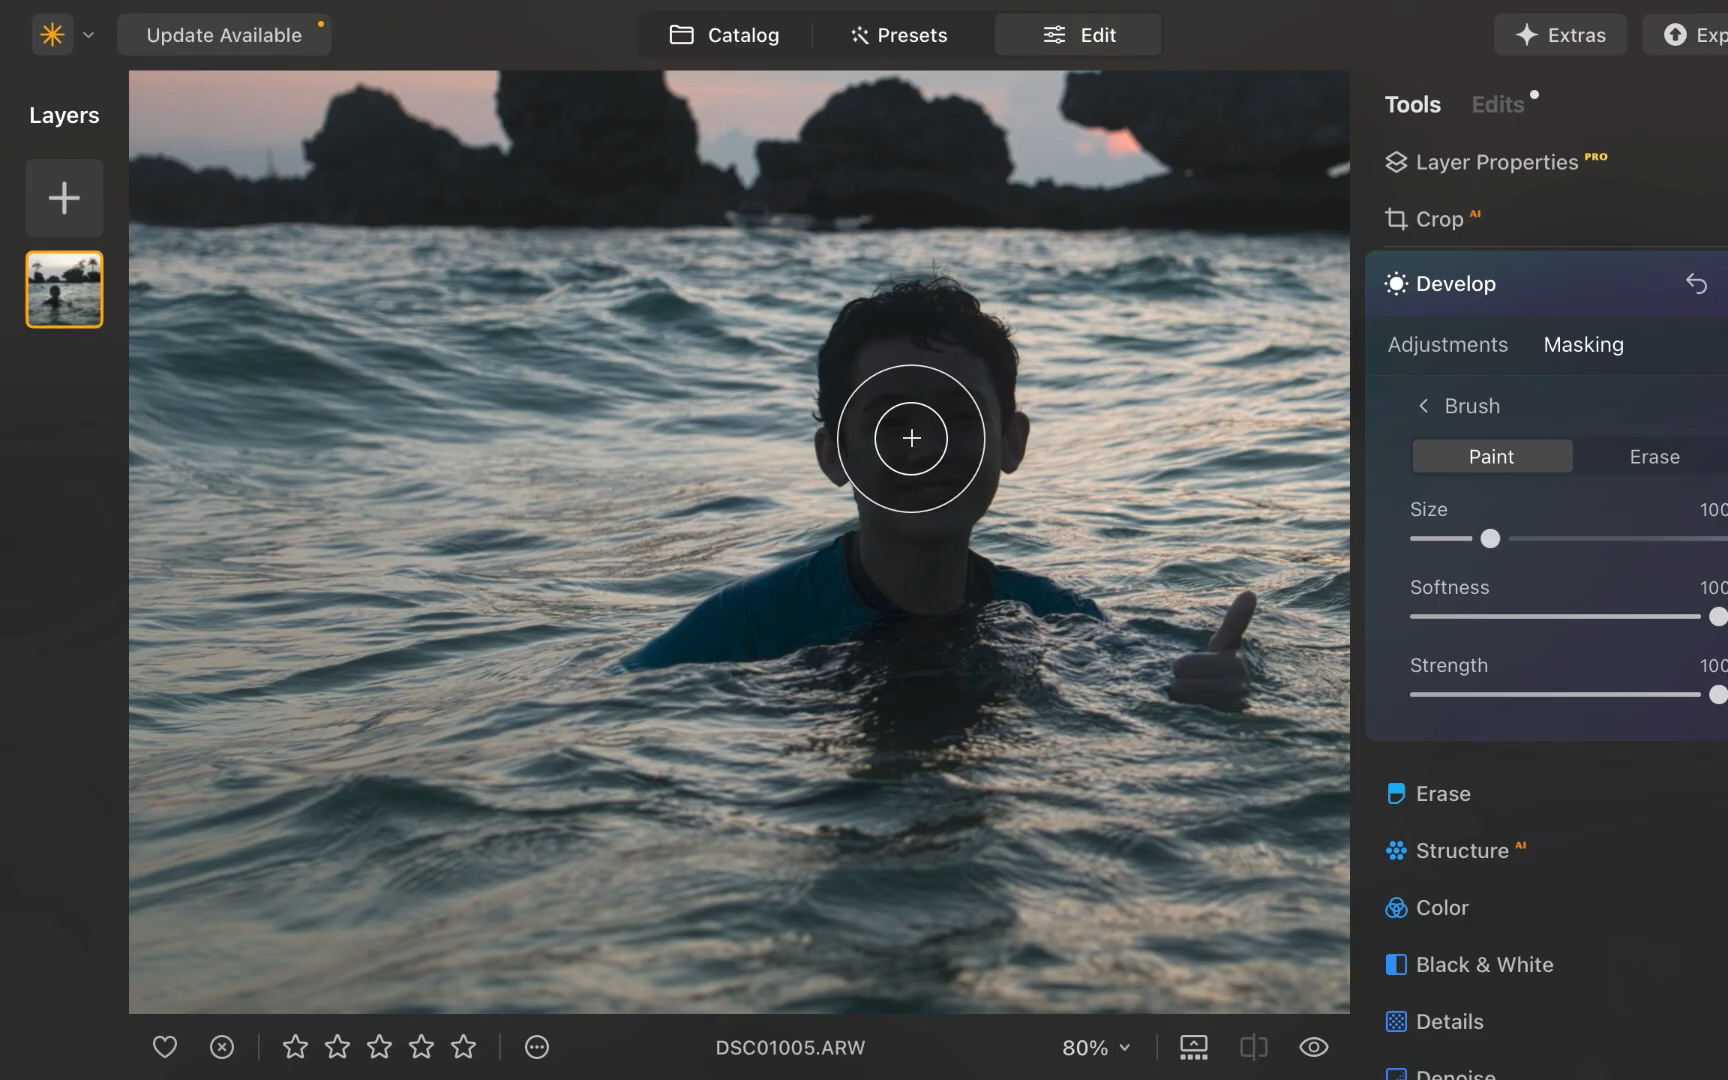 Update Available
Catalog
Presets
Edit
Extras
Exp
Layers
Tools
Edits
Layer Properties PRO
Crop AI
Develop
Adjustments
Masking
Brush
Paint
Erase
Size
100
Softness
100
Strength
100
Erase
Structure AI
Color
Black & White
Details
Denoise
DSC01005.ARW
80%